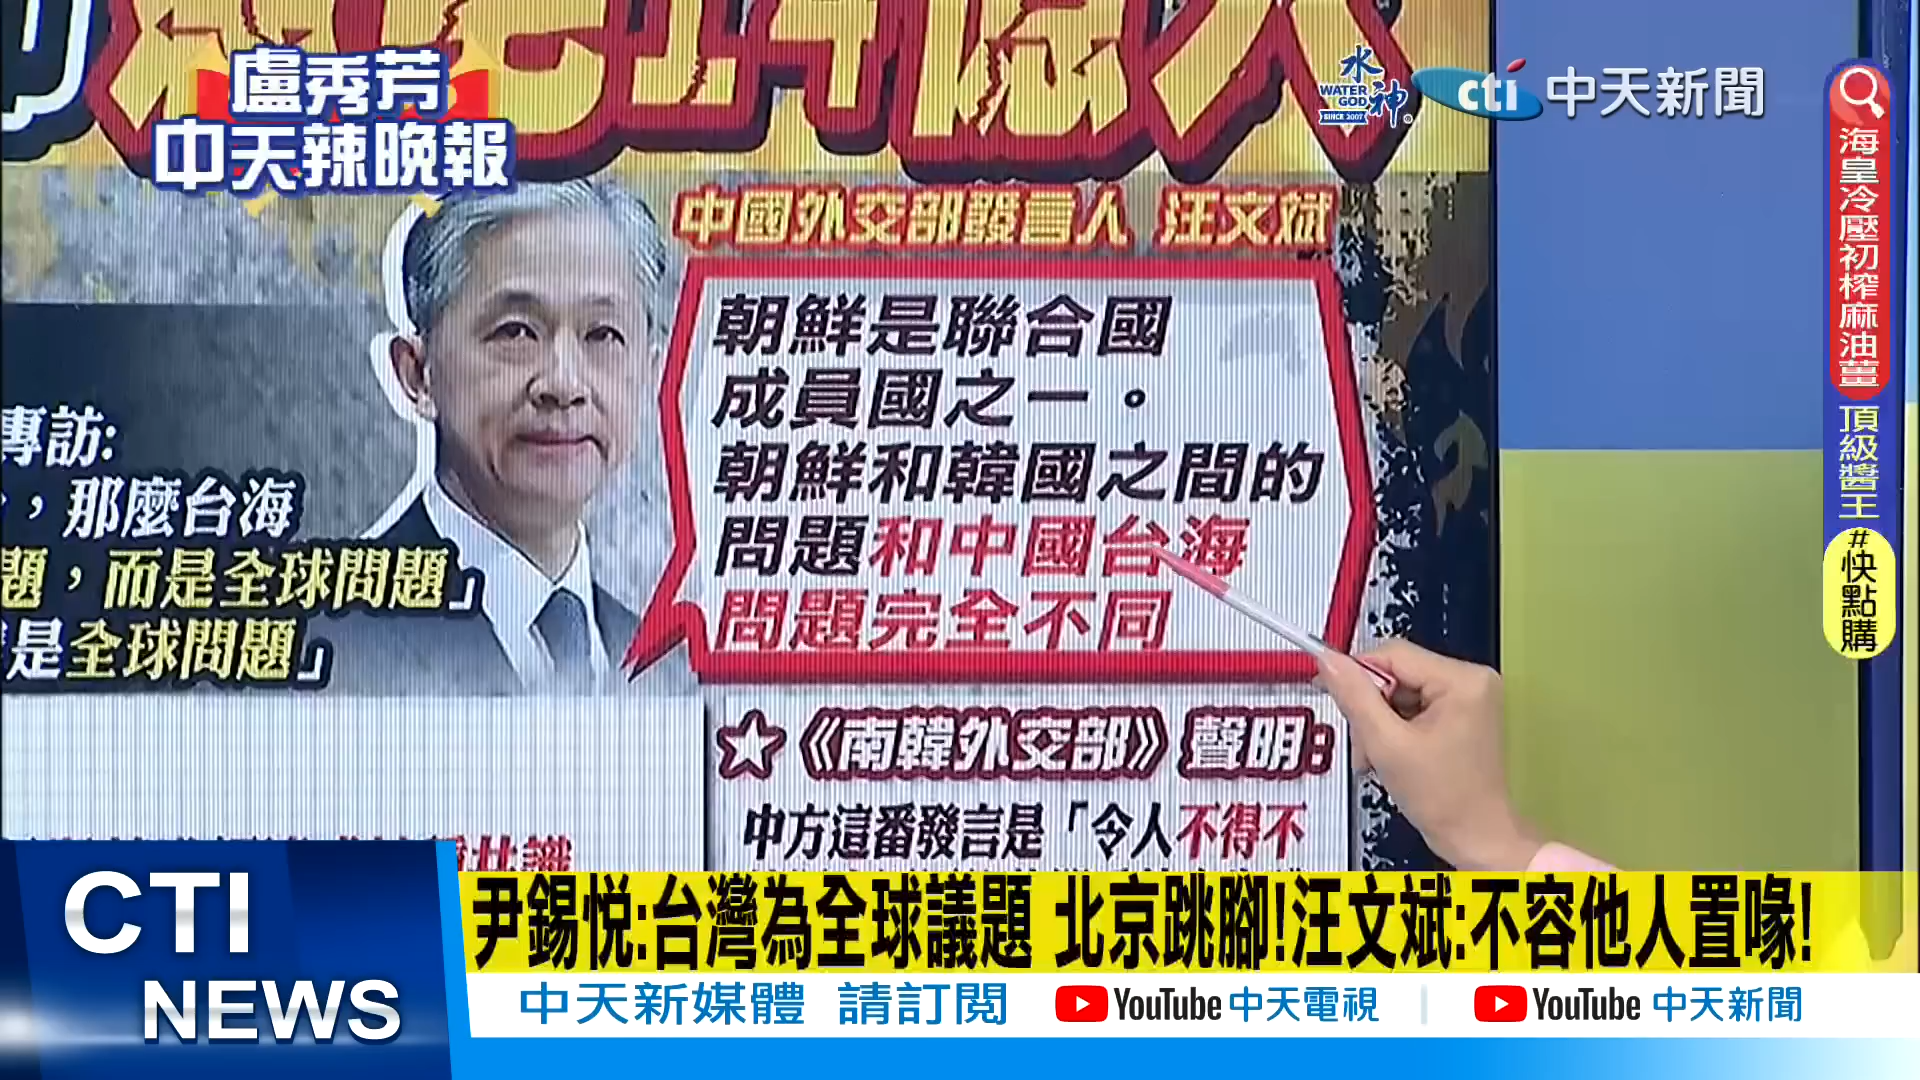 盧秀芳
中天辣晚報
水神
WATER
GOD
SINCE 2007
cti 中天新聞
海皇冷壓初榨麻油薑
頂級醬王
#快點購
中國外交部發言人 汪文斌
朝鮮是聯合國
成員國之一。
朝鮮和韓國之間的
問題和中國台海
問題完全不同
專訪:
，那麼台海
題，而是全球問題」
是全球問題」
★《南韓外交部》聲明:
中方這番發言是「令人不得不
CTI
NEWS
尹錫悅:台灣為全球議題 北京跳腳!汪文斌:不容他人置喙!
中天新媒體 請訂閱 YouTube 中天電視 | YouTube 中天新聞